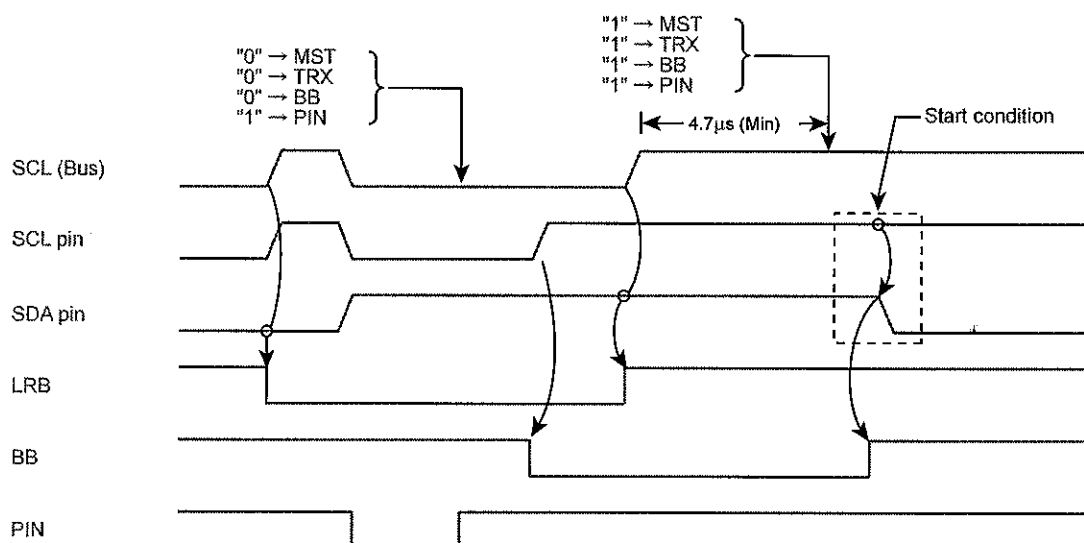 "0" → MST
"0" → TRX
"0" → BB
"1" → PIN
"1" → MST
"1" → TRX
"1" → BB
"1" → PIN
4.7µs (Min)
Start condition
SCL (Bus)
SCL pin
SDA pin
LRB
BB
PIN